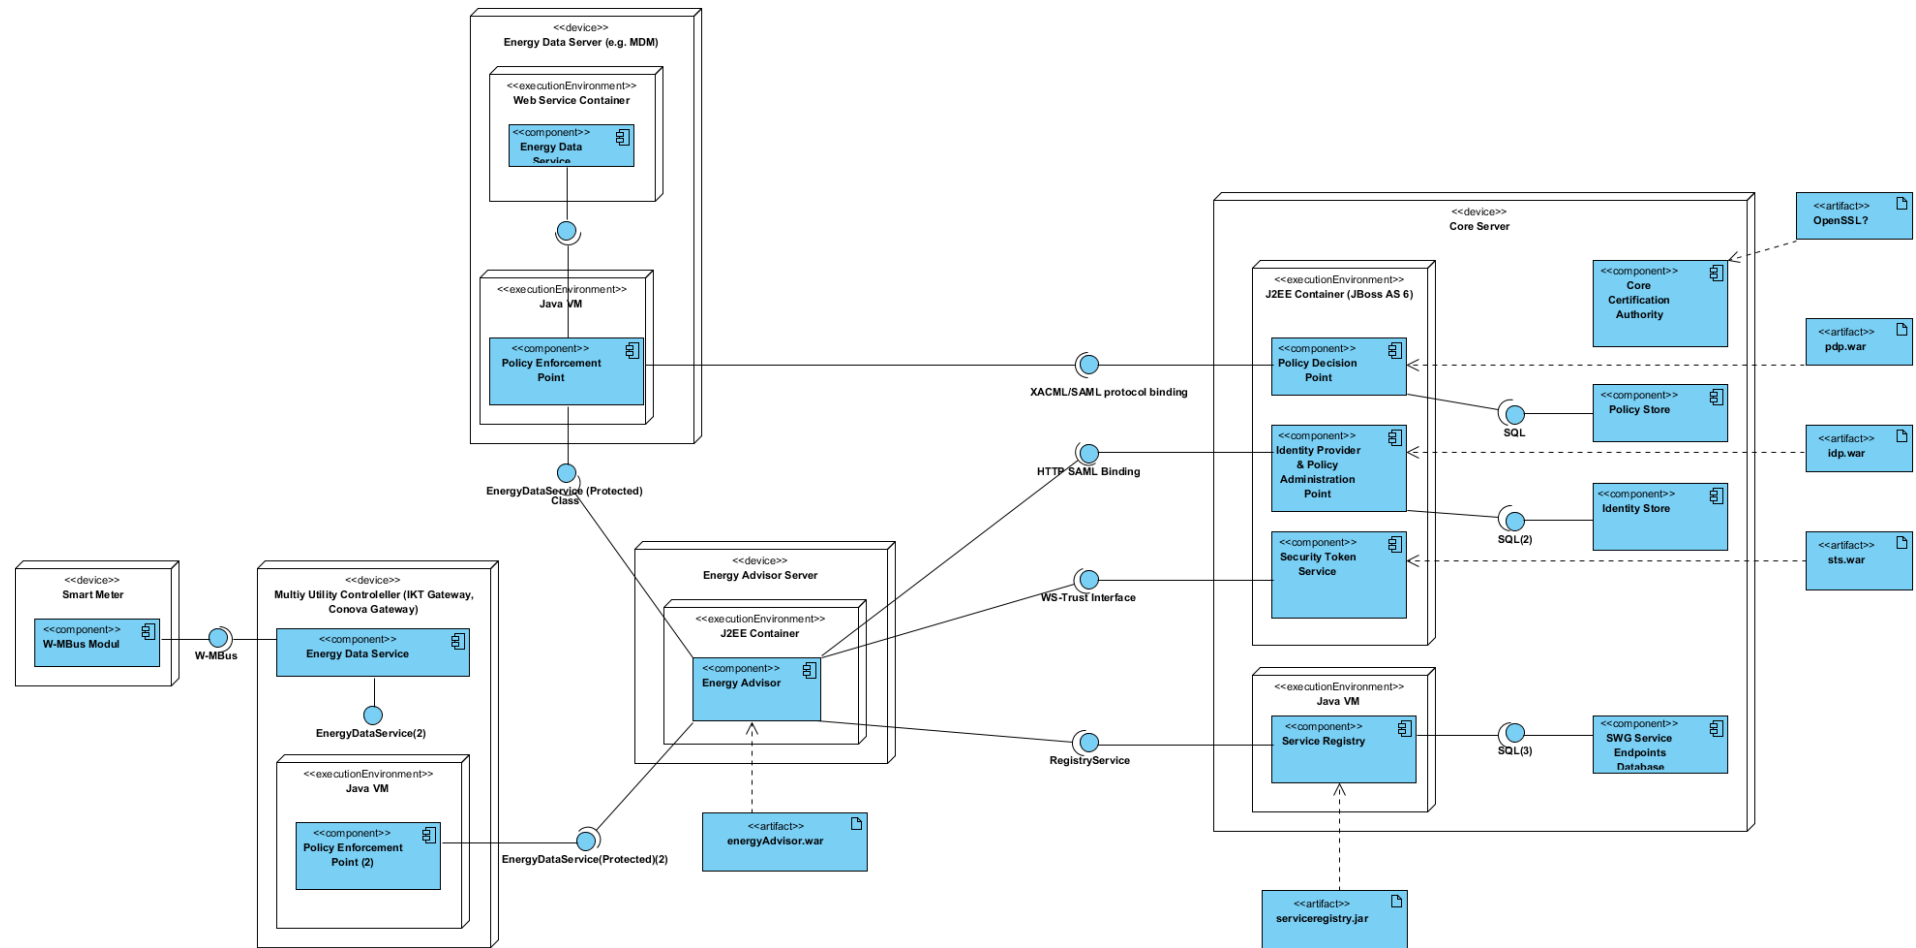 <<device>>
Energy Data Server (e.g. MDM)
<<executionEnvironment>>
Web Service Container
<<component>>
Energy Data
Service
<<executionEnvironment>>
Java VM
<<component>>
Policy Enforcement
Point
EnergyDataService (Protected)
Class
<<device>>
Smart Meter
<<component>>
W-MBus Modul
W-MBus
<<device>>
Multiy Utility Controleller (IKT Gateway,
Conova Gateway)
<<component>>
Energy Data Service
EnergyDataService(2)
<<executionEnvironment>>
Java VM
<<component>>
Policy Enforcement
Point (2)
EnergyDataService(Protected)(2)
<<device>>
Energy Advisor Server
<<executionEnvironment>>
J2EE Container
<<component>>
Energy Advisor
<<artifact>>
energyAdvisor.war
XACML/SAML protocol binding
HTTP SAML Binding
WS-Trust Interface
RegistryService
<<device>>
Core Server
<<executionEnvironment>>
J2EE Container (JBoss AS 6)
<<component>>
Policy Decision
Point
<<component>>
Identity Provider
& Policy
Administration
Point
<<component>>
Security Token
Service
<<executionEnvironment>>
Java VM
<<component>>
Service Registry
<<artifact>>
serviceregistry.jar
SQL
SQL(2)
SQL(3)
<<component>>
Core
Certification
Authority
<<component>>
Policy Store
<<component>>
Identity Store
<<component>>
SWG Service
Endpoints
Database
<<artifact>>
OpenSSL?
<<artifact>>
pdp.war
<<artifact>>
idp.war
<<artifact>>
sts.war